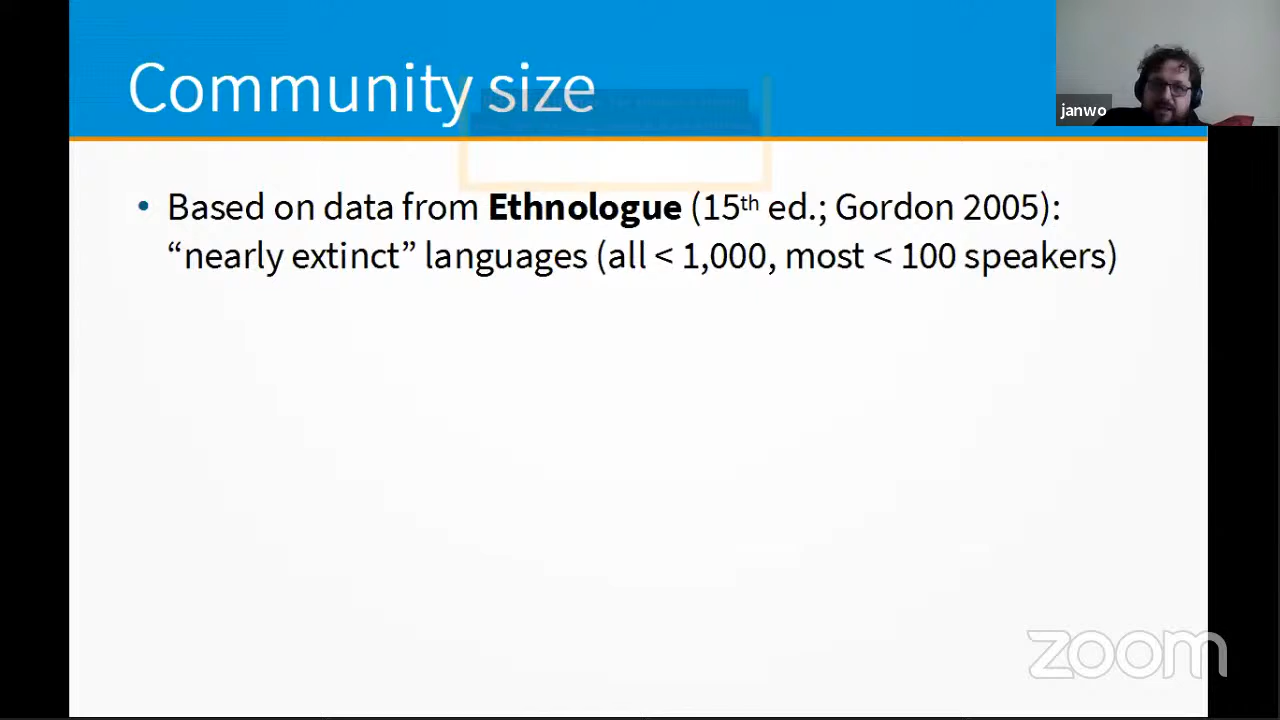 Community size
janwo
• Based on data from Ethnologue (15th ed.; Gordon 2005):
“nearly extinct” languages (all < 1,000, most < 100 speakers)
zoom